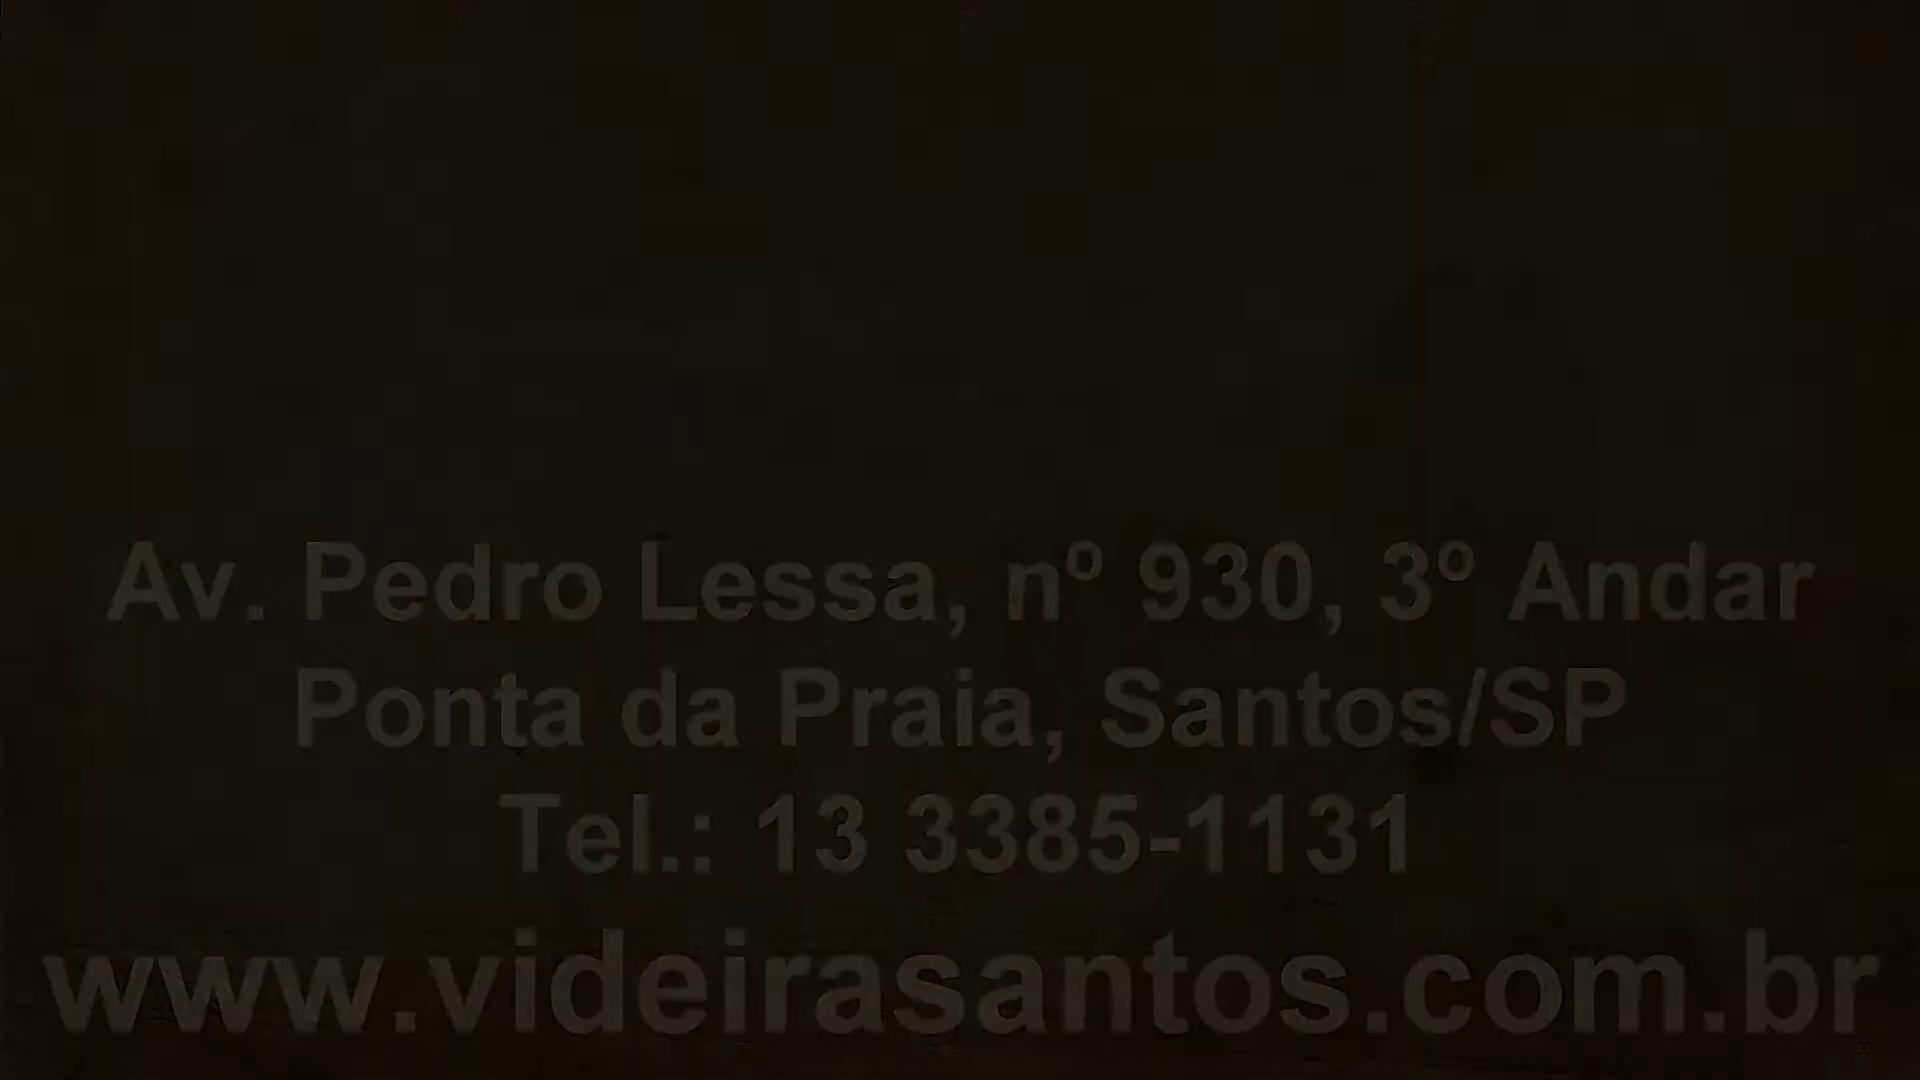 Av. Pedro Lessa, nº 930, 3º Andar
Ponta da Praia, Santos/SP
Tel.: 13 3385-1131
www.videirasantos.com.br